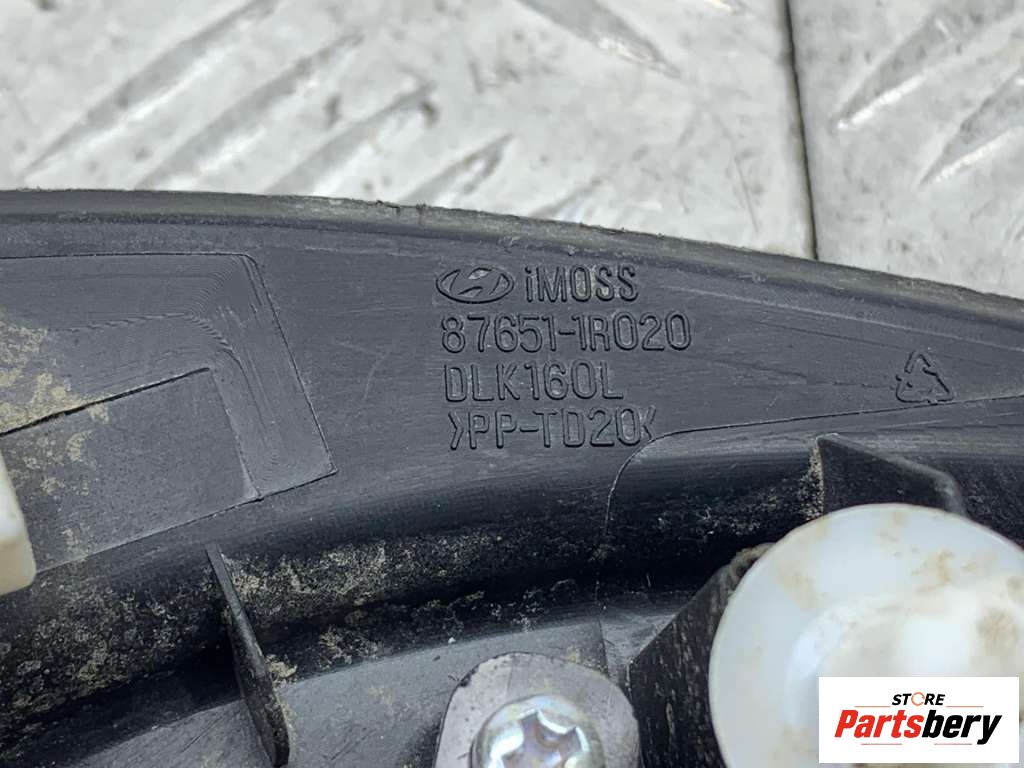 iMOSS
87651-1R020
DLK160L
>PP-TD20<
STORE
Partsbery